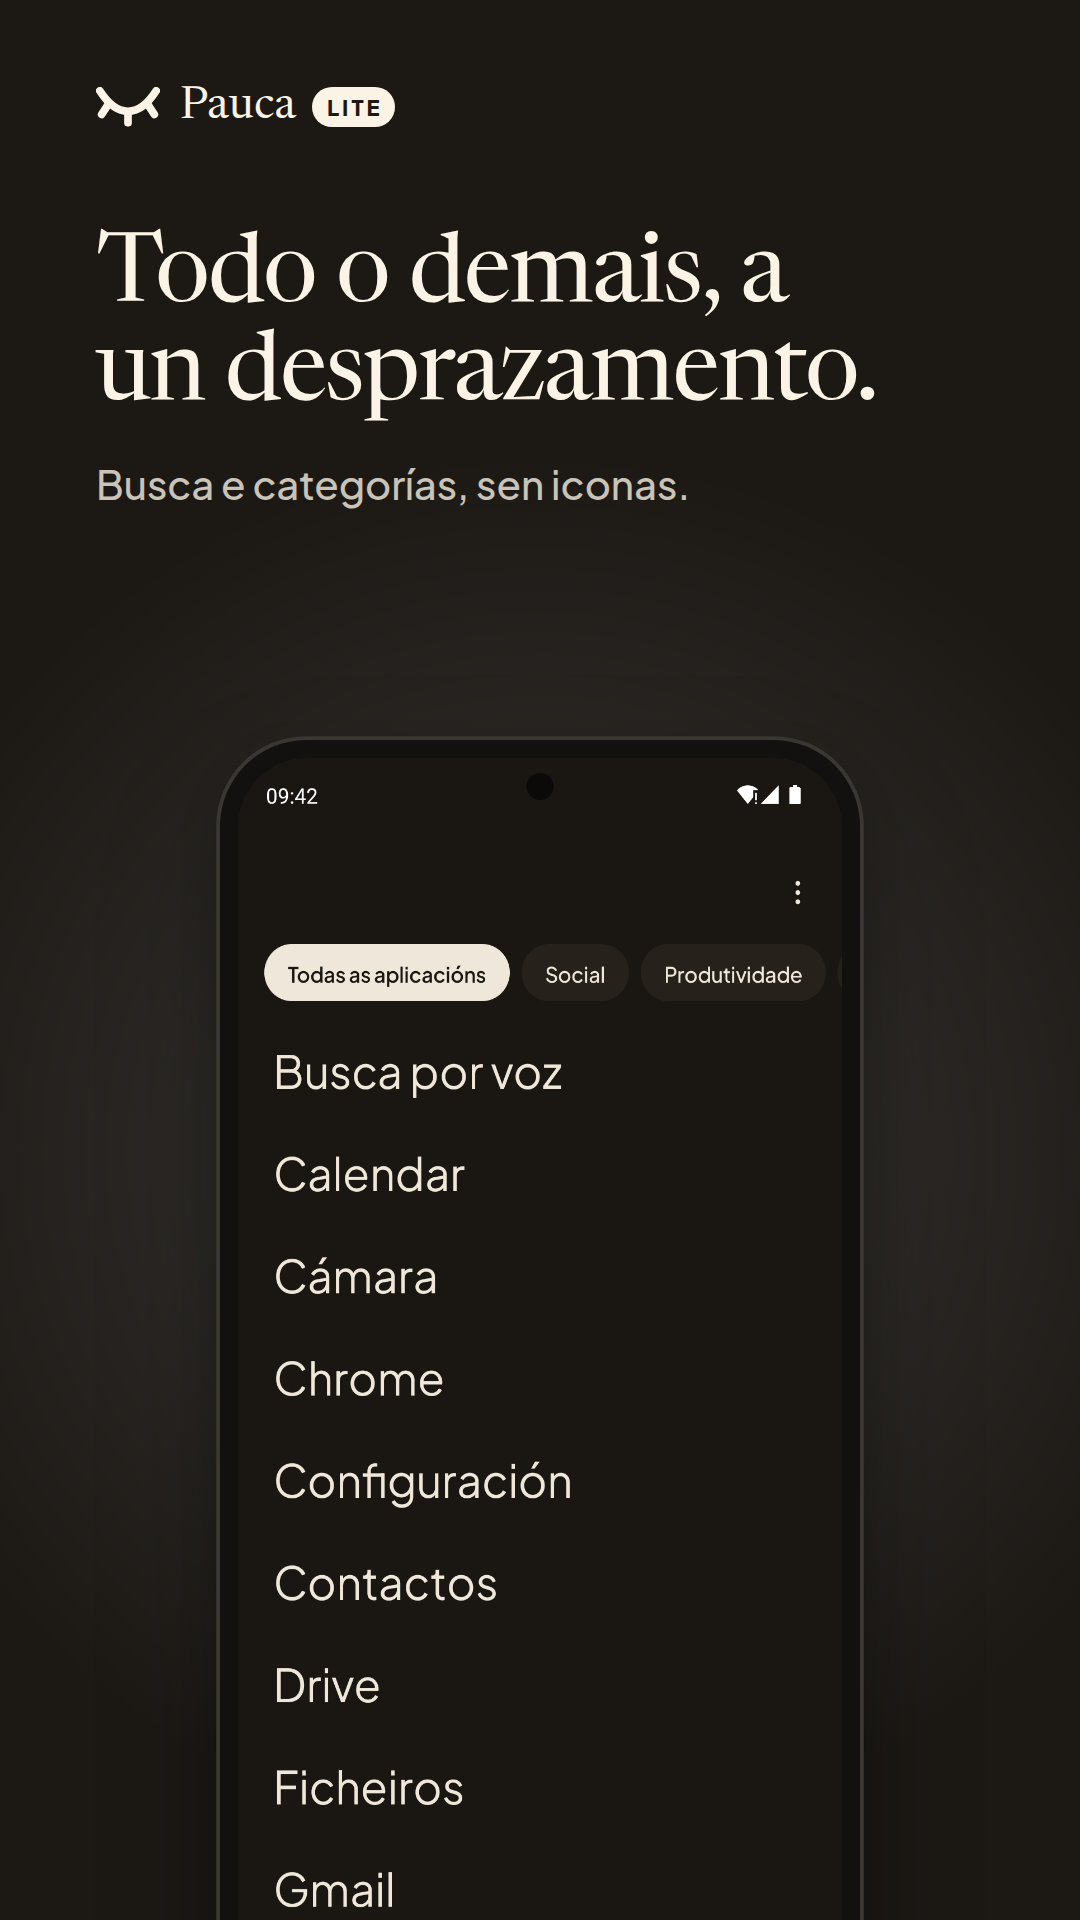 Pauca LITE
Todo o demais, a
un desprazamento.
Busca e categorías, sen iconas.
09:42
Todas as aplicacións Social Produtividade
Busca por voz
Calendar
Cámara
Chrome
Configuración
Contactos
Drive
Ficheiros
Gmail